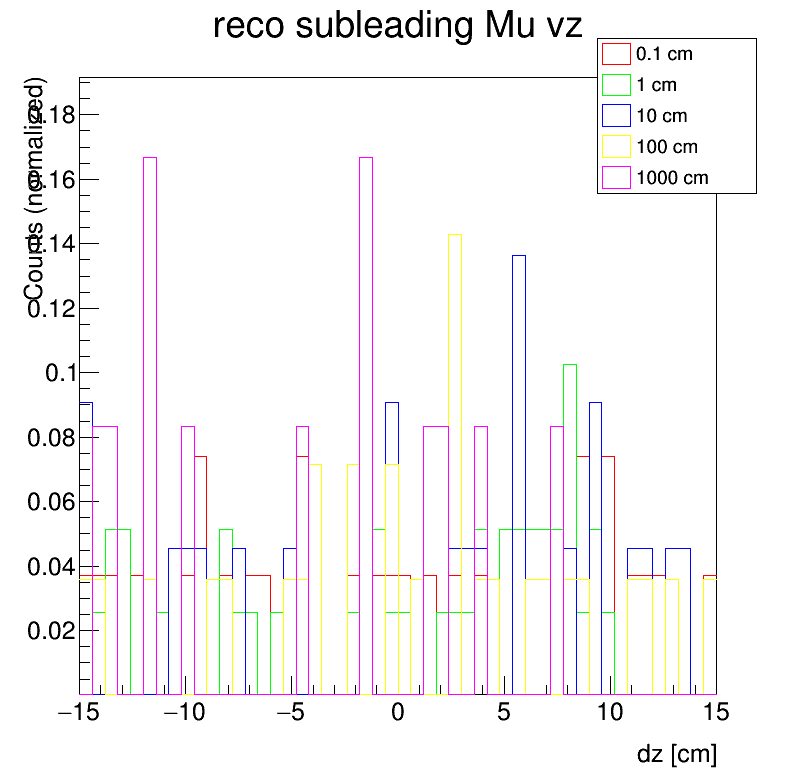 reco subleading Mu vz
0.1 cm
1 cm
10 cm
100 cm
1000 cm
Counts (normalized)
0.18
0.16
0.14
0.12
0.1
0.08
0.06
0.04
0.02
−15 −10 −5 0 5 10 15
dz [cm]